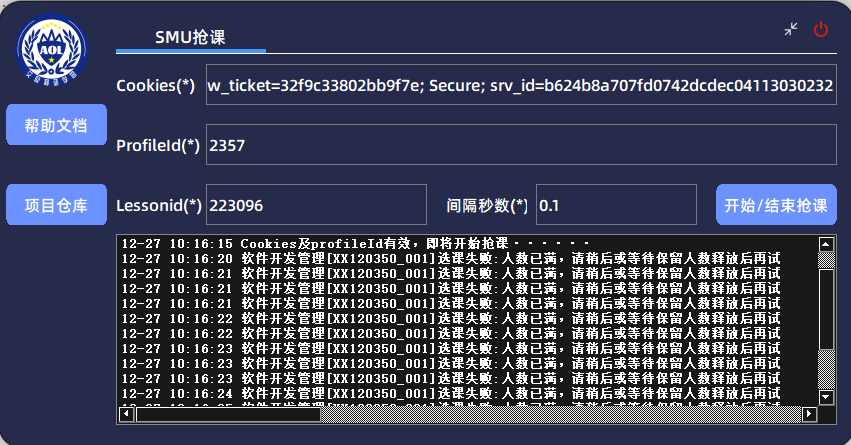 AOL
SMU抢课
Cookies(*) w_ticket=32f9c33802bb9f7e; Secure; srv_id=b624b8a707fd0742dcdec04113030232
帮助文档
ProfileId(*) 2357
项目仓库
Lessonid(*) 223096 间隔秒数(*) 0.1 开始/结束抢课
12-27 10:16:15 Cookies及profileId有效，即将开始抢课······
12-27 10:16:20 软件开发管理[XX120350_001]选课失败:人数已满，请稍后或等待保留人数释放后再试
12-27 10:16:21 软件开发管理[XX120350_001]选课失败:人数已满，请稍后或等待保留人数释放后再试
12-27 10:16:21 软件开发管理[XX120350_001]选课失败:人数已满，请稍后或等待保留人数释放后再试
12-27 10:16:21 软件开发管理[XX120350_001]选课失败:人数已满，请稍后或等待保留人数释放后再试
12-27 10:16:22 软件开发管理[XX120350_001]选课失败:人数已满，请稍后或等待保留人数释放后再试
12-27 10:16:22 软件开发管理[XX120350_001]选课失败:人数已满，请稍后或等待保留人数释放后再试
12-27 10:16:23 软件开发管理[XX120350_001]选课失败:人数已满，请稍后或等待保留人数释放后再试
12-27 10:16:23 软件开发管理[XX120350_001]选课失败:人数已满，请稍后或等待保留人数释放后再试
12-27 10:16:23 软件开发管理[XX120350_001]选课失败:人数已满，请稍后或等待保留人数释放后再试
12-27 10:16:24 软件开发管理[XX120350_001]选课失败:人数已满，请稍后或等待保留人数释放后再试